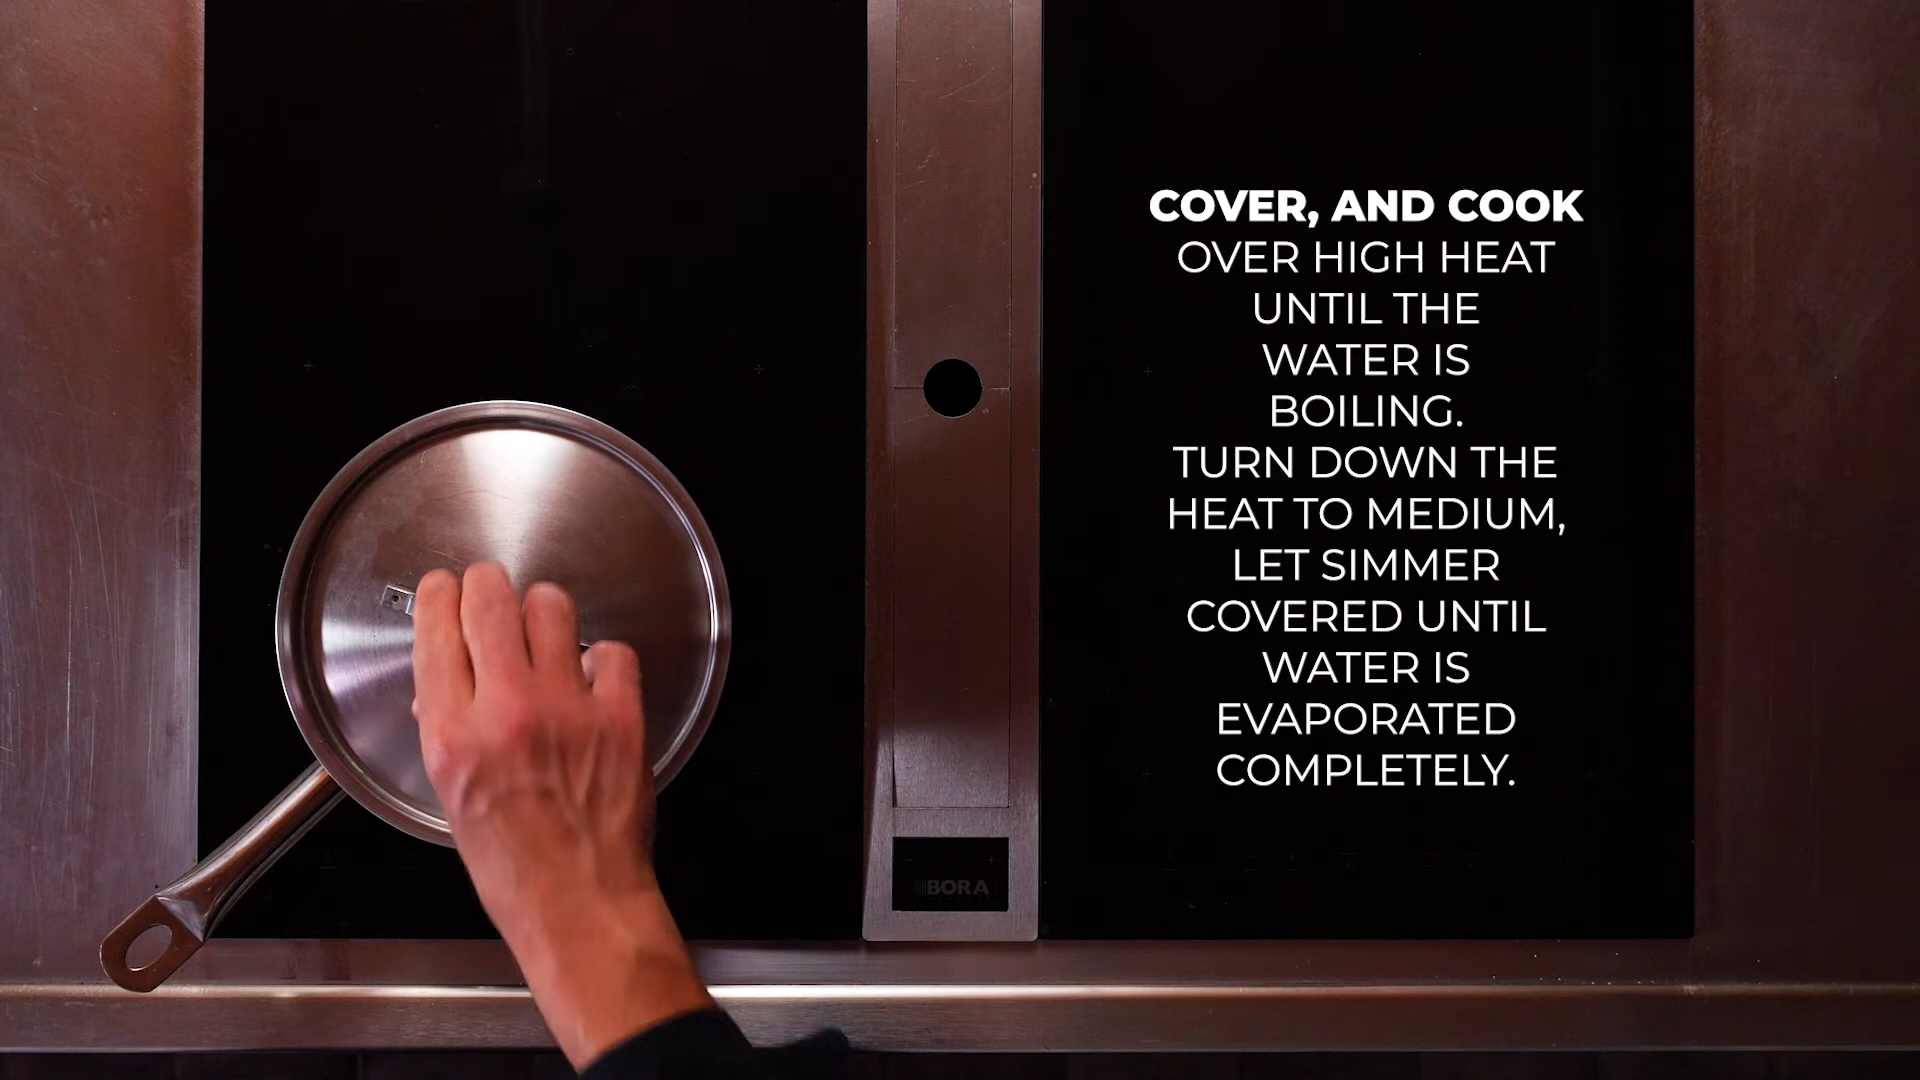 COVER, AND COOK
OVER HIGH HEAT
UNTIL THE
WATER IS
BOILING.
TURN DOWN THE
HEAT TO MEDIUM,
LET SIMMER
COVERED UNTIL
WATER IS
EVAPORATED
COMPLETELY.
BORA